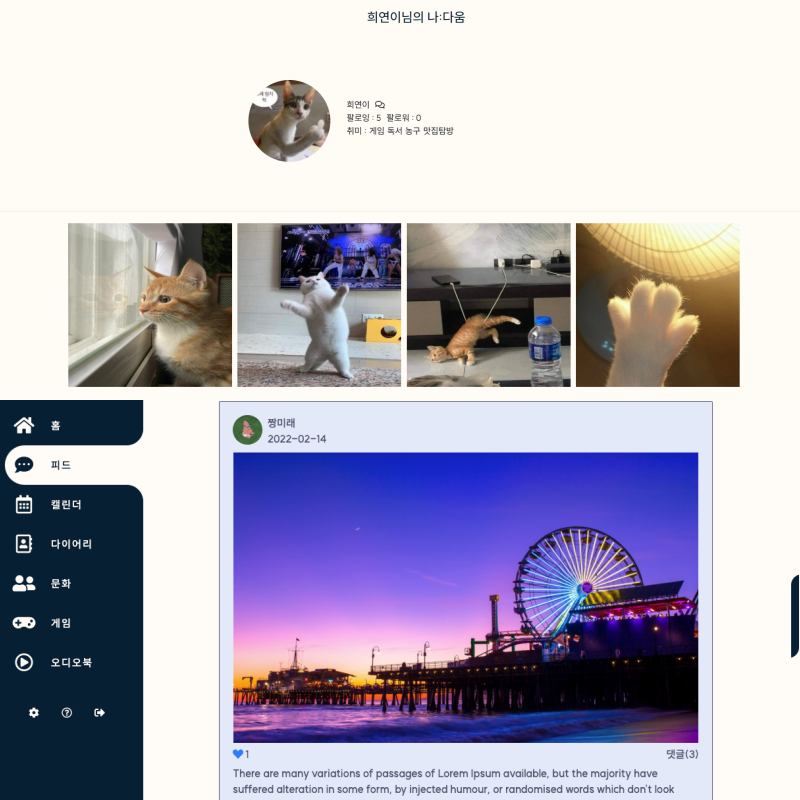 희연이님의 나:다움
희연이
팔로잉 : 5 팔로워 : 0
취미 : 게임 독서 농구 맛집탐방
홈
피드
캘린더
다이어리
문화
게임
오디오북
짱미래
2022-02-14
1
댓글(3)
There are many variations of passages of Lorem Ipsum available, but the majority have
suffered alteration in some form, by injected humour, or randomised words which don't look